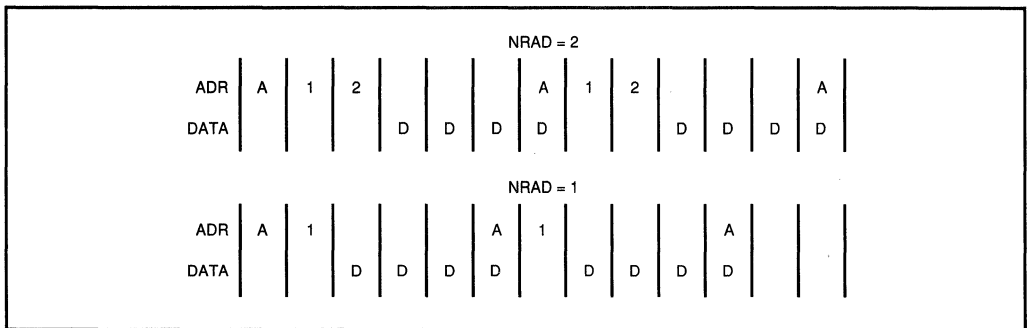 NRAD = 2
ADR A 1 2 A 1 2 A
DATA D D D D D D D D
NRAD = 1
ADR A 1 A 1 A
DATA D D D D D D D D